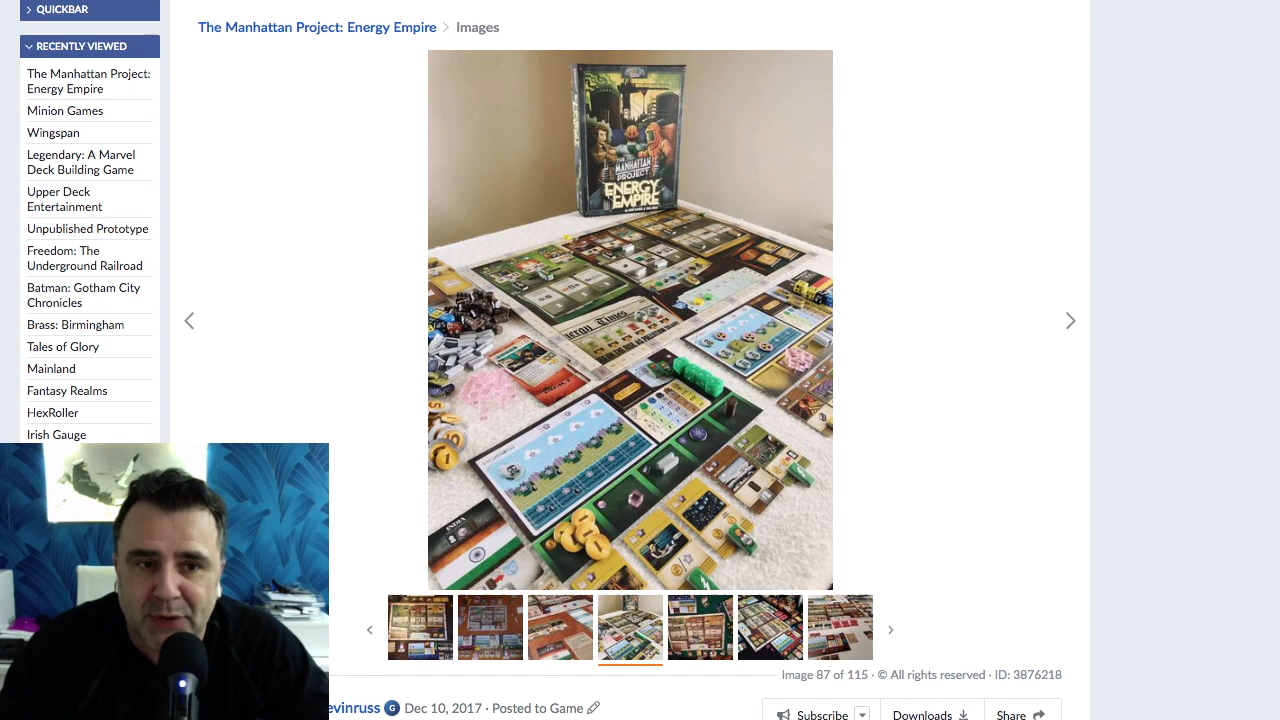 QUICKBAR
The Manhattan Project: Energy Empire
Images
RECENTLY VIEWED
The Manhattan Project:
Energy Empire
Minion Games
Wingspan
Legendary: A Marvel
Deck Building Game
Upper Deck
Entertainment
Unpublished Prototype
Freedom: The
Underground Railroad
Batman: Gotham City
Chronicles
Brass: Birmingham
Tales of Glory
Mainland
Fantasy Realms
HexRoller
Irish Gauge
THE
MANHATTAN
PROJECT
ENERGY
EMPIRE
Times
INDIA
Image 87 of 115 · © All rights reserved · ID: 3876218
evinruss G Dec 10, 2017 · Posted to Game
Subscribe
Downloads
Share